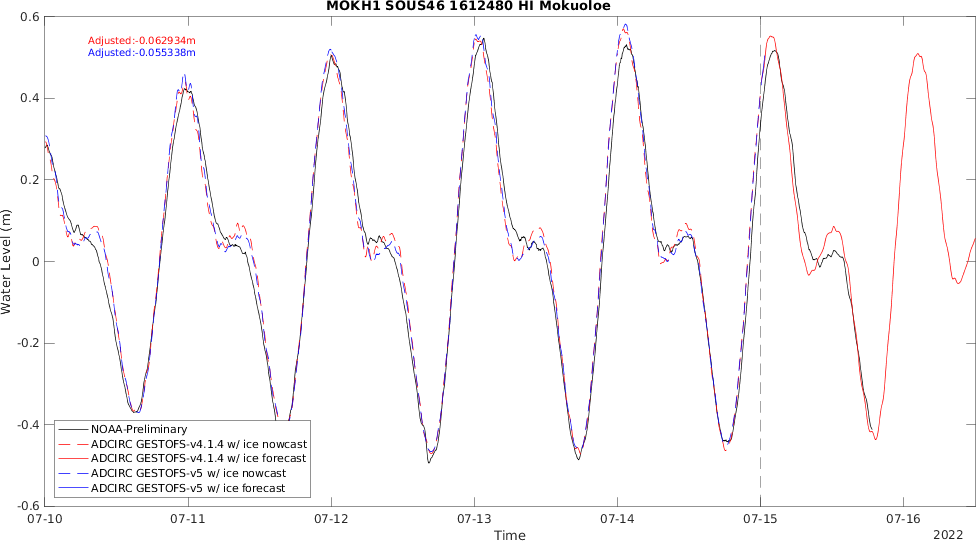 MOKH1 SOUS46 1612480 HI Mokuoloe
Adjusted:-0.062934m
Adjusted:-0.055338m
0.6
0.4
0.2
0
-0.2
-0.4
-0.6
Water Level (m)
NOAA-Preliminary
ADCIRC GESTOFS-v4.1.4 w/ ice nowcast
ADCIRC GESTOFS-v4.1.4 w/ ice forecast
ADCIRC GESTOFS-v5 w/ ice nowcast
ADCIRC GESTOFS-v5 w/ ice forecast
07-10 07-11 07-12 07-13 07-14 07-15 07-16
Time
2022